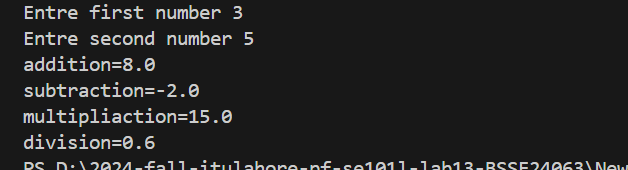 Entre first number 3
Entre second number 5
addition=8.0
subtraction=-2.0
multipliaction=15.0
division=0.6
PS D:\2024-fall-itulahore-pf-se101l-lab13-BSSE24063\New